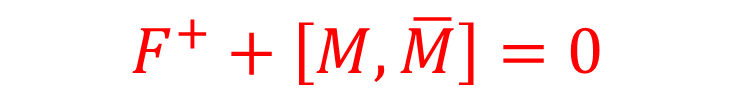 𝐹⁺ + [𝑀, 𝑀̅] = 0